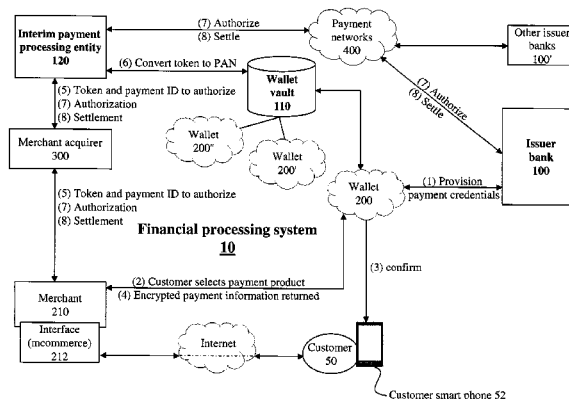 Interim payment
processing entity
120
(7) Authorize
(8) Settle
Payment
networks
400
Other issuer
banks
100'
(6) Convert token to PAN
Wallet
vault
110
(7) Authorize
(8) Settle
(5) Token and payment ID to authorize
(7) Authorization
(8) Settlement
Wallet
200"
Wallet
200'
Issuer
bank
100
Merchant acquirer
300
Wallet
200
(1) Provision
payment credentials
(5) Token and payment ID to authorize
(7) Authorization
(8) Settlement
Financial processing system
10
(2) Customer selects payment product
(4) Encrypted payment information returned
(3) confirm
Merchant
210
Interface
(mcommerce)
212
Internet
Customer
50
Customer smart phone 52